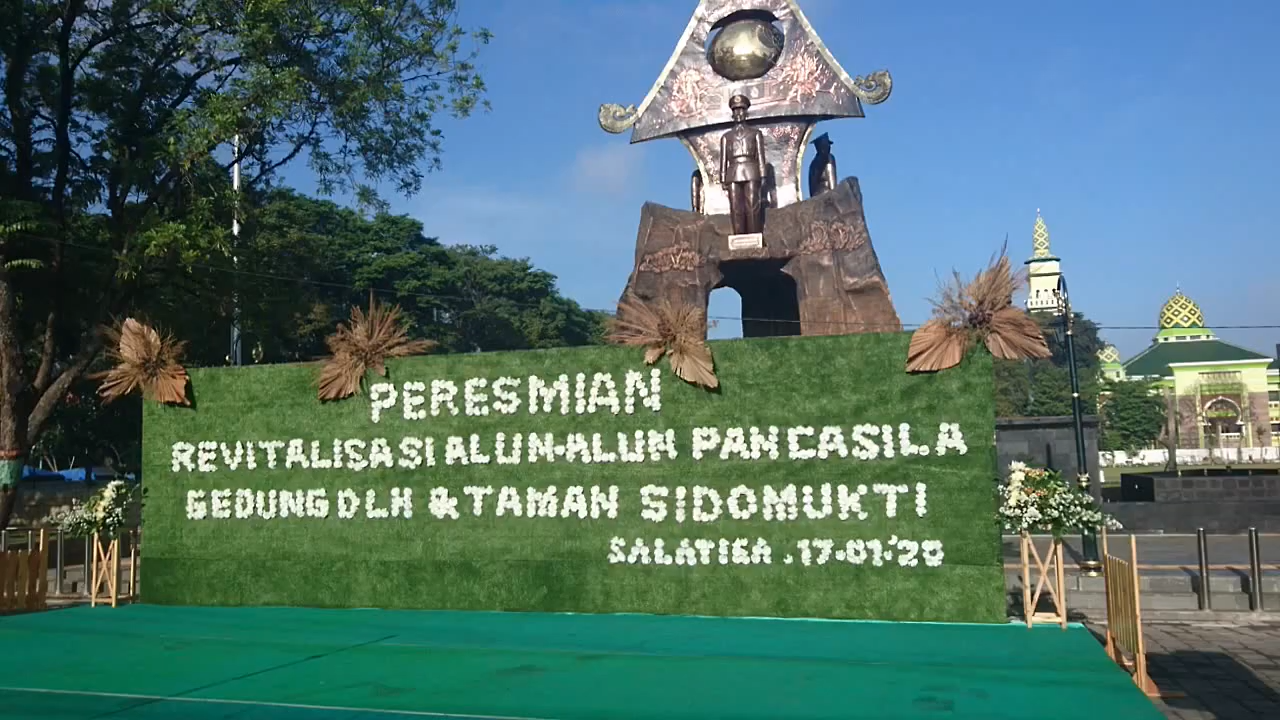 PERESMIAN
REVITALISASI ALUN-ALUN PANCASILA
GEDUNG DLH & TAMAN SIDOMUKTI
SALATIGA . 17-01-'20